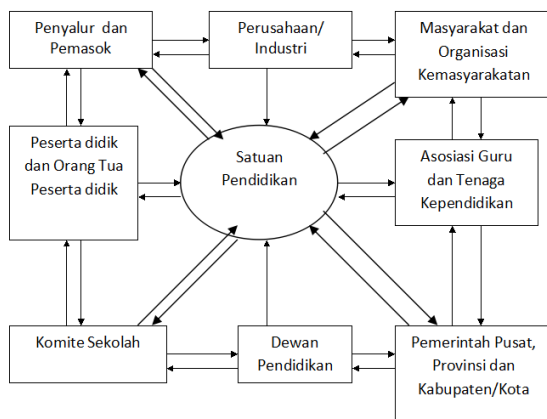 Penyalur dan
Pemasok
Perusahaan/
Industri
Masyarakat dan
Organisasi
Kemasyarakatan
Peserta didik
dan Orang Tua
Peserta didik
Satuan
Pendidikan
Asosiasi Guru
dan Tenaga
Kependidikan
Komite Sekolah
Dewan
Pendidikan
Pemerintah Pusat,
Provinsi dan
Kabupaten/Kota